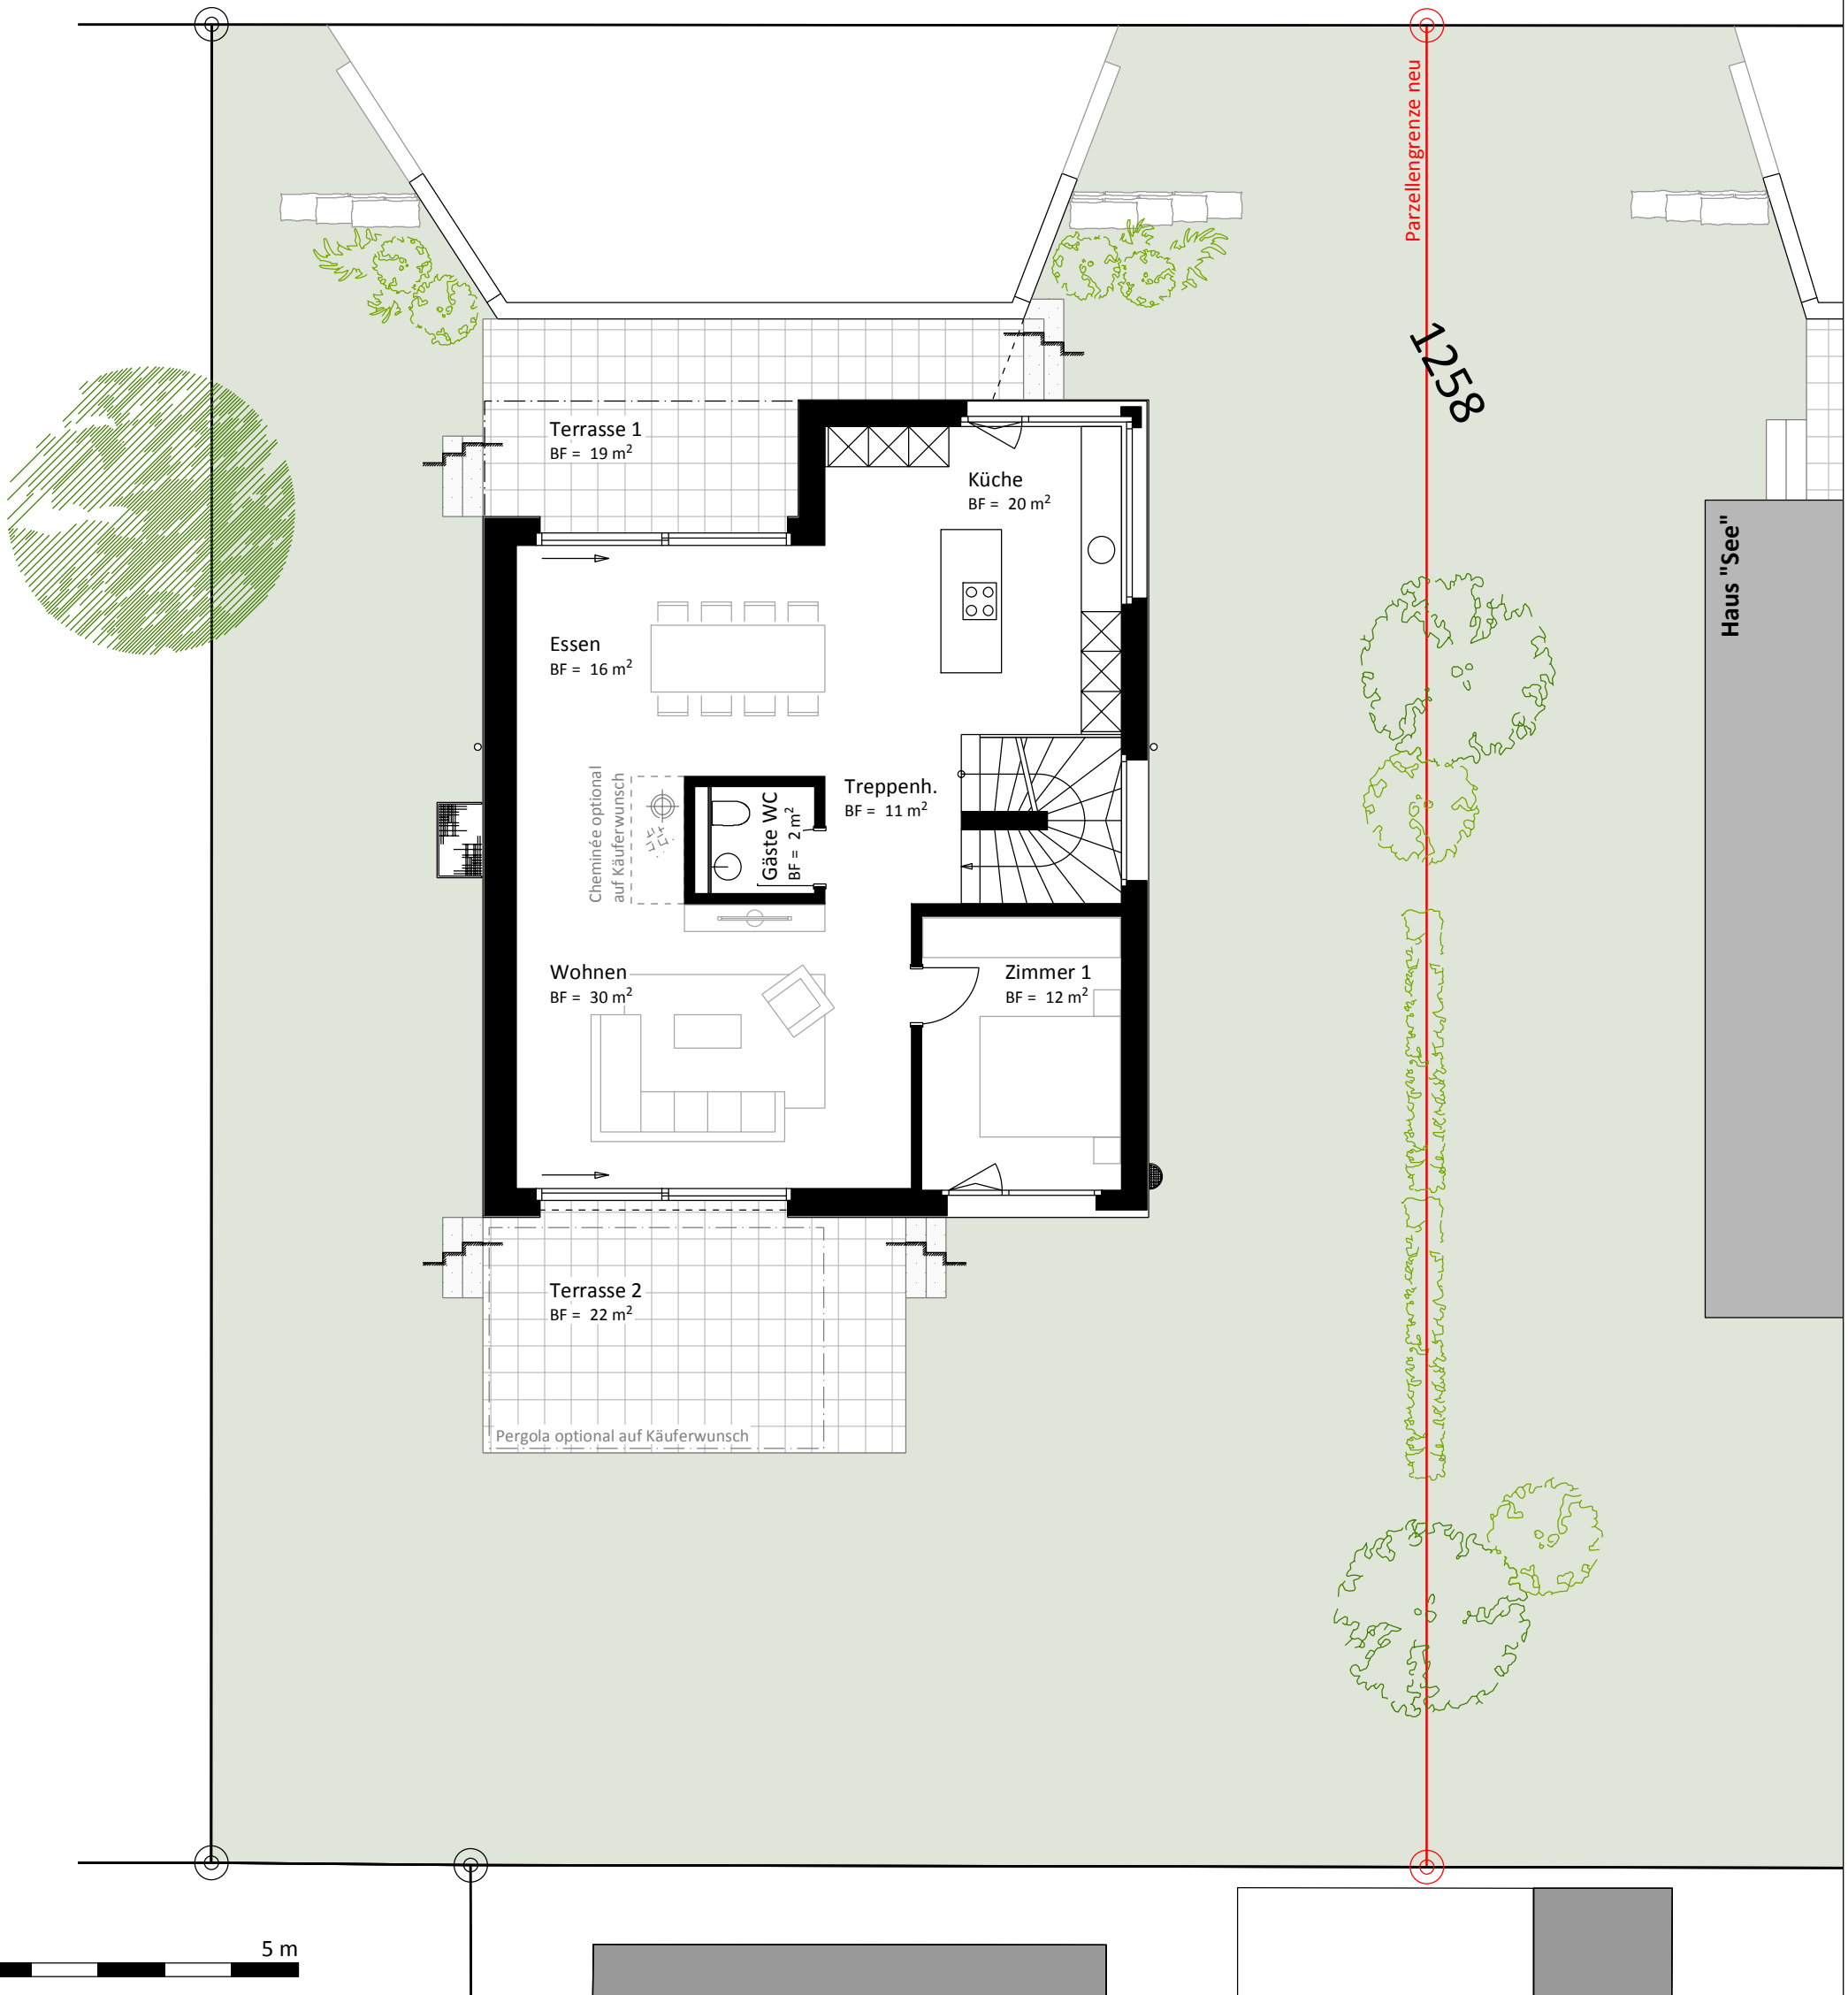 Parzellengrenze neu
1258
Terrasse 1
BF = 19 m²
Küche
BF = 20 m²
Haus "See"
Essen
BF = 16 m²
Cheminée optional
auf Käuferwunsch
Gäste WC
BF = 2 m²
Treppenh.
BF = 11 m²
Wohnen
BF = 30 m²
Zimmer 1
BF = 12 m²
Terrasse 2
BF = 22 m²
Pergola optional auf Käuferwunsch
5 m